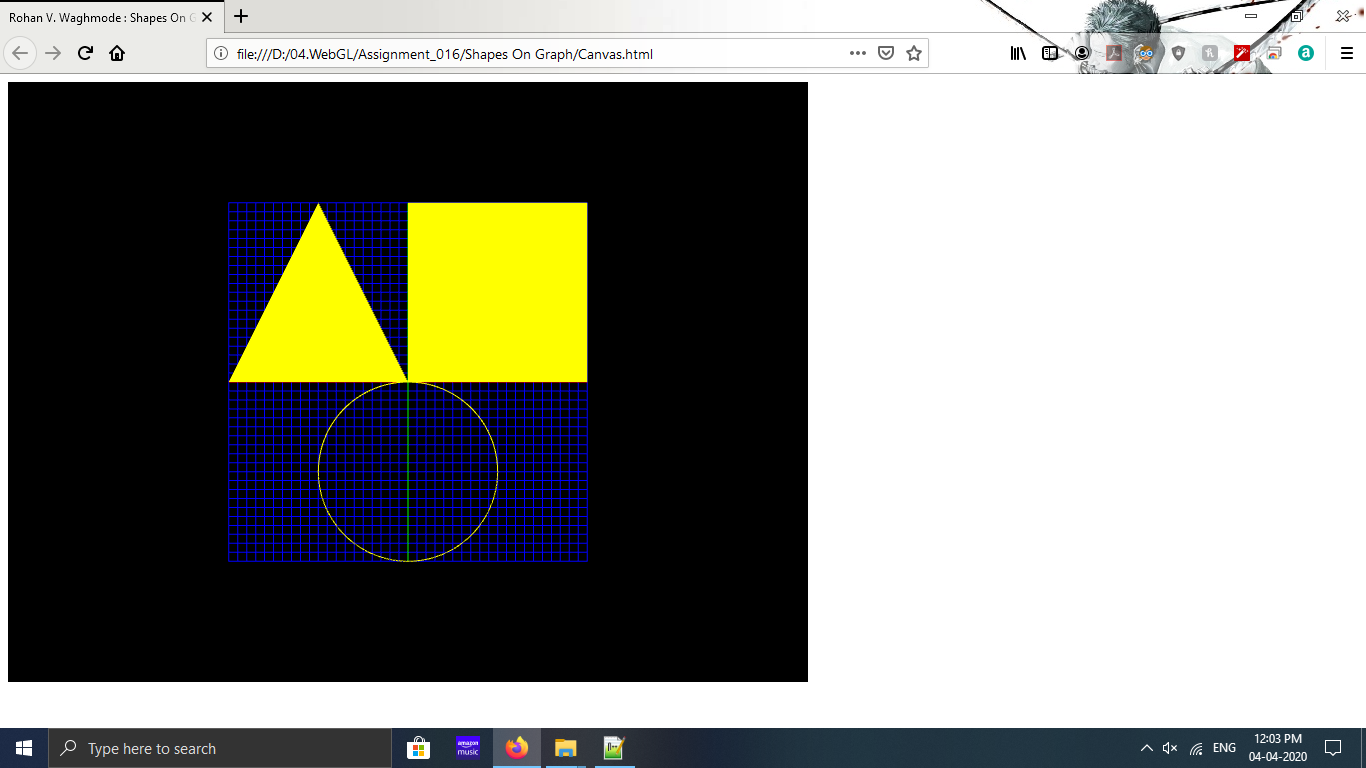 Rohan V. Waghmode : Shapes On G
file:///D:/04.WebGL/Assignment_016/Shapes On Graph/Canvas.html
Type here to search
amazon
music
ENG
12:03 PM
04-04-2020